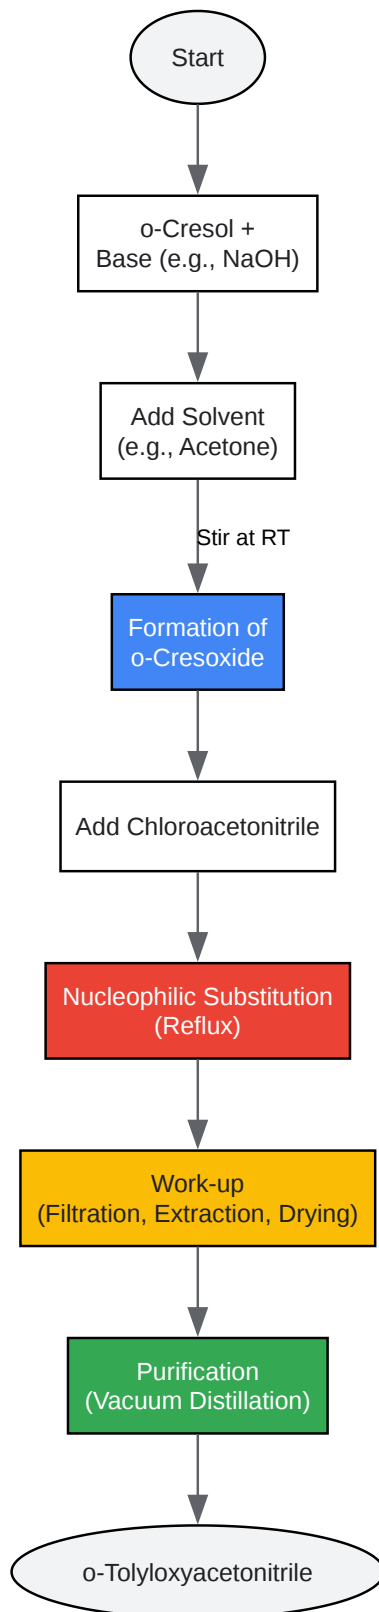 Start
o-Cresol +
Base (e.g., NaOH)
Add Solvent
(e.g., Acetone)
Stir at RT
Formation of
o-Cresoxide
Add Chloroacetonitrile
Nucleophilic Substitution
(Reflux)
Work-up
(Filtration, Extraction, Drying)
Purification
(Vacuum Distillation)
o-Tolyloxyacetonitrile